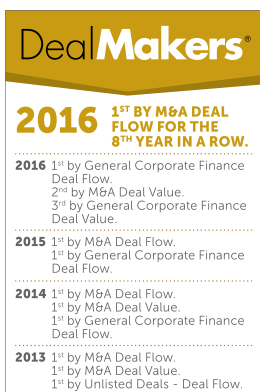 DealMakers®
2016 1ST BY M&A DEAL
FLOW FOR THE
8TH YEAR IN A ROW.
2016 1st by General Corporate Finance
Deal Flow.
2nd by M&A Deal Value.
3rd by General Corporate Finance
Deal Value.
2015 1st by M&A Deal Flow.
1st by General Corporate Finance
Deal Flow.
2014 1st by M&A Deal Flow.
1st by M&A Deal Value.
1st by General Corporate Finance
Deal Flow.
2013 1st by M&A Deal Flow.
1st by M&A Deal Value.
1st by Unlisted Deals - Deal Flow.